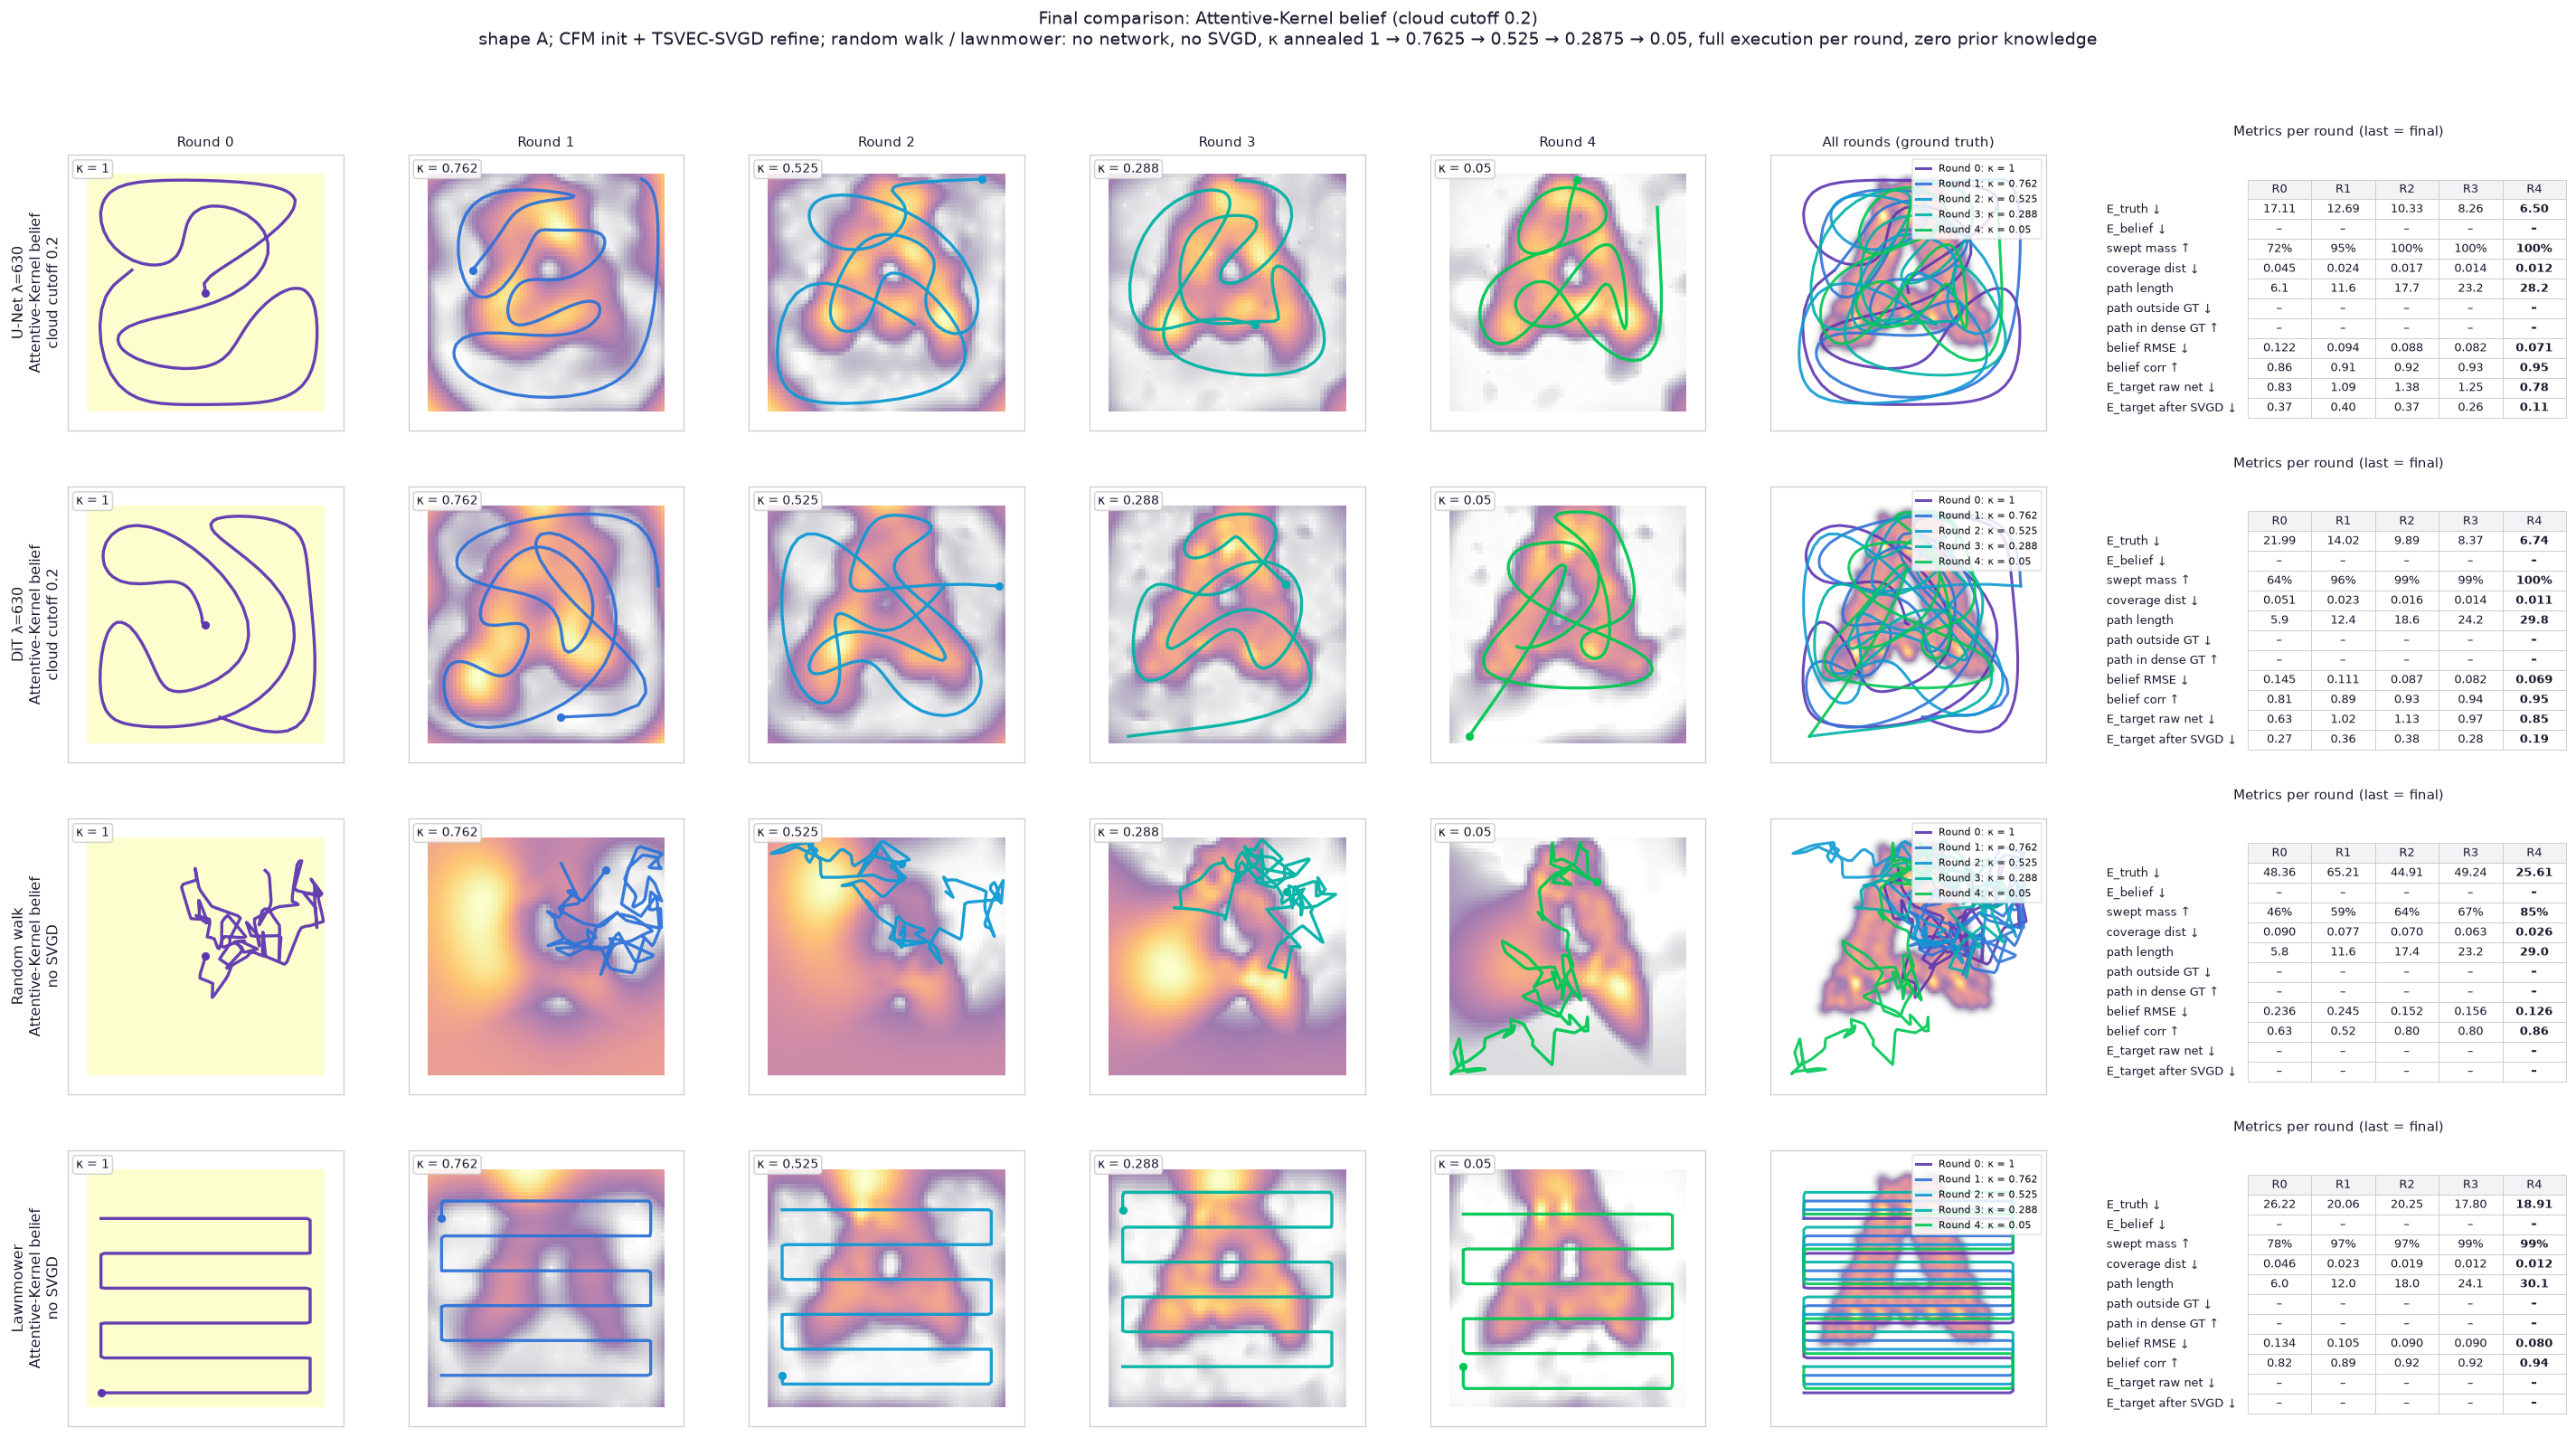 Final comparison: Attentive-Kernel belief (cloud cutoff 0.2)
shape A; CFM init + TSVEC-SVGD refine; random walk / lawnmower: no network, no SVGD, κ annealed 1 → 0.7625 → 0.525 → 0.2875 → 0.05, full execution per round, zero prior knowledge
Round 0
Round 1
Round 2
Round 3
Round 4
All rounds (ground truth)
Metrics per round (last = final)
U-Net λ=630
Attentive-Kernel belief
cloud cutoff 0.2
κ = 1
κ = 0.762
κ = 0.525
κ = 0.288
κ = 0.05
Round 0: κ = 1
Round 1: κ = 0.762
Round 2: κ = 0.525
Round 3: κ = 0.288
Round 4: κ = 0.05
R0 R1 R2 R3 R4
E_truth ↓ 17.11 12.69 10.33 8.26 6.50
E_belief ↓ – – – – -
swept mass ↑ 72% 95% 100% 100% 100%
coverage dist ↓ 0.045 0.024 0.017 0.014 0.012
path length 6.1 11.6 17.7 23.2 28.2
path outside GT ↓ – – – – -
path in dense GT ↑ – – – – -
belief RMSE ↓ 0.122 0.094 0.088 0.082 0.071
belief corr ↑ 0.86 0.91 0.92 0.93 0.95
E_target raw net ↓ 0.83 1.09 1.38 1.25 0.78
E_target after SVGD ↓ 0.37 0.40 0.37 0.26 0.11
Metrics per round (last = final)
DiT λ=630
Attentive-Kernel belief
cloud cutoff 0.2
κ = 1
κ = 0.762
κ = 0.525
κ = 0.288
κ = 0.05
Round 0: κ = 1
Round 1: κ = 0.762
Round 2: κ = 0.525
Round 3: κ = 0.288
Round 4: κ = 0.05
R0 R1 R2 R3 R4
E_truth ↓ 21.99 14.02 9.89 8.37 6.74
E_belief ↓ – – – – -
swept mass ↑ 64% 96% 99% 99% 100%
coverage dist ↓ 0.051 0.023 0.016 0.014 0.011
path length 5.9 12.4 18.6 24.2 29.8
path outside GT ↓ – – – – -
path in dense GT ↑ – – – – -
belief RMSE ↓ 0.145 0.111 0.087 0.082 0.069
belief corr ↑ 0.81 0.89 0.93 0.94 0.95
E_target raw net ↓ 0.63 1.02 1.13 0.97 0.85
E_target after SVGD ↓ 0.27 0.36 0.38 0.28 0.19
Metrics per round (last = final)
Random walk
Attentive-Kernel belief
no SVGD
κ = 1
κ = 0.762
κ = 0.525
κ = 0.288
κ = 0.05
Round 0: κ = 1
Round 1: κ = 0.762
Round 2: κ = 0.525
Round 3: κ = 0.288
Round 4: κ = 0.05
R0 R1 R2 R3 R4
E_truth ↓ 48.36 65.21 44.91 49.24 25.61
E_belief ↓ – – – – -
swept mass ↑ 46% 59% 64% 67% 85%
coverage dist ↓ 0.090 0.077 0.070 0.063 0.026
path length 5.8 11.6 17.4 23.2 29.0
path outside GT ↓ – – – – -
path in dense GT ↑ – – – – -
belief RMSE ↓ 0.236 0.245 0.152 0.156 0.126
belief corr ↑ 0.63 0.52 0.80 0.80 0.86
E_target raw net ↓ – – – – -
E_target after SVGD ↓ – – – – -
Metrics per round (last = final)
Lawnmower
Attentive-Kernel belief
no SVGD
κ = 1
κ = 0.762
κ = 0.525
κ = 0.288
κ = 0.05
Round 0: κ = 1
Round 1: κ = 0.762
Round 2: κ = 0.525
Round 3: κ = 0.288
Round 4: κ = 0.05
R0 R1 R2 R3 R4
E_truth ↓ 26.22 20.06 20.25 17.80 18.91
E_belief ↓ – – – – -
swept mass ↑ 78% 97% 97% 99% 99%
coverage dist ↓ 0.046 0.023 0.019 0.012 0.012
path length 6.0 12.0 18.0 24.1 30.1
path outside GT ↓ – – – – -
path in dense GT ↑ – – – – -
belief RMSE ↓ 0.134 0.105 0.090 0.090 0.080
belief corr ↑ 0.82 0.89 0.92 0.92 0.94
E_target raw net ↓ – – – – -
E_target after SVGD ↓ – – – – -